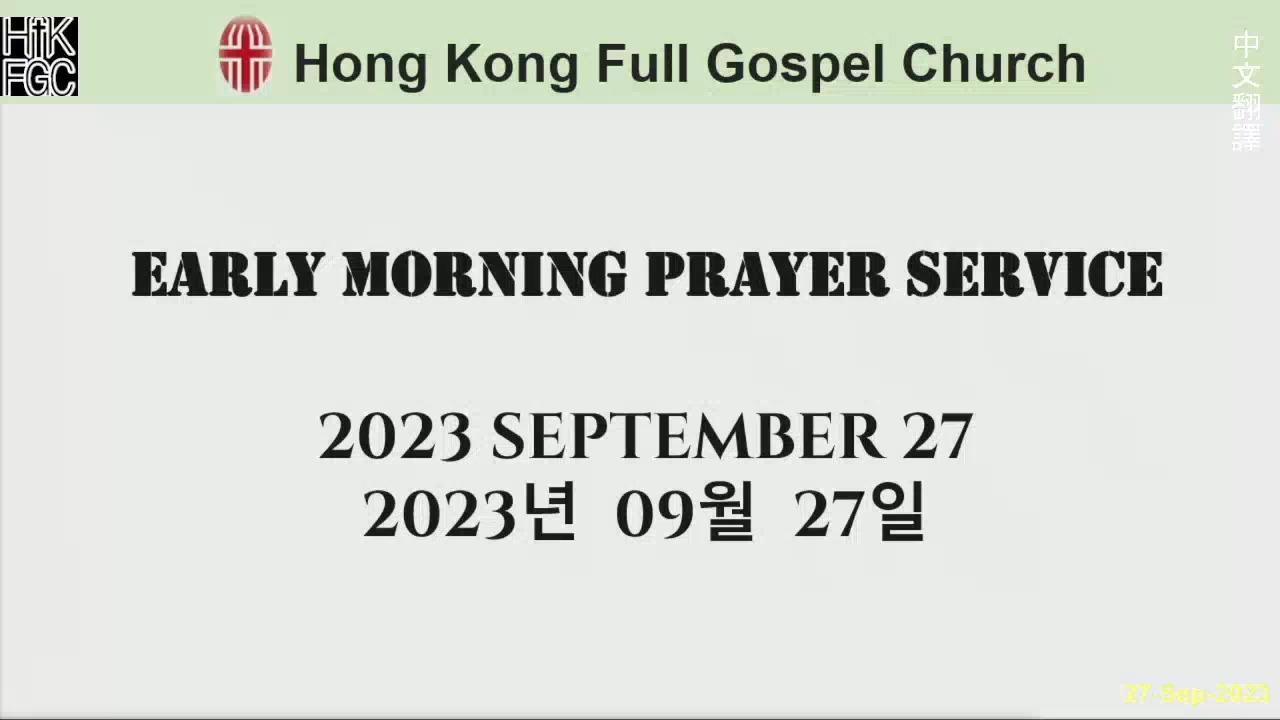 H†K
FGC
Hong Kong Full Gospel Church
中文翻譯
EARLY MORNING PRAYER SERVICE
2023 SEPTEMBER 27
2023년 09월 27일
27-Sep-2023